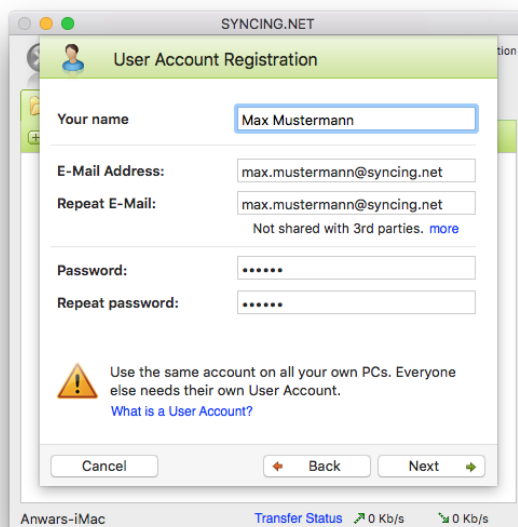 SYNCING.NET
tion
User Account Registration
Your name
Max Mustermann
E-Mail Address:
max.mustermann@syncing.net
Repeat E-Mail:
max.mustermann@syncing.net
Not shared with 3rd parties. more
Password:
••••••
Repeat password:
••••••
Use the same account on all your own PCs. Everyone
else needs their own User Account.
What is a User Account?
Cancel
Back
Next
Anwars-iMac
Transfer Status
0 Kb/s
0 Kb/s